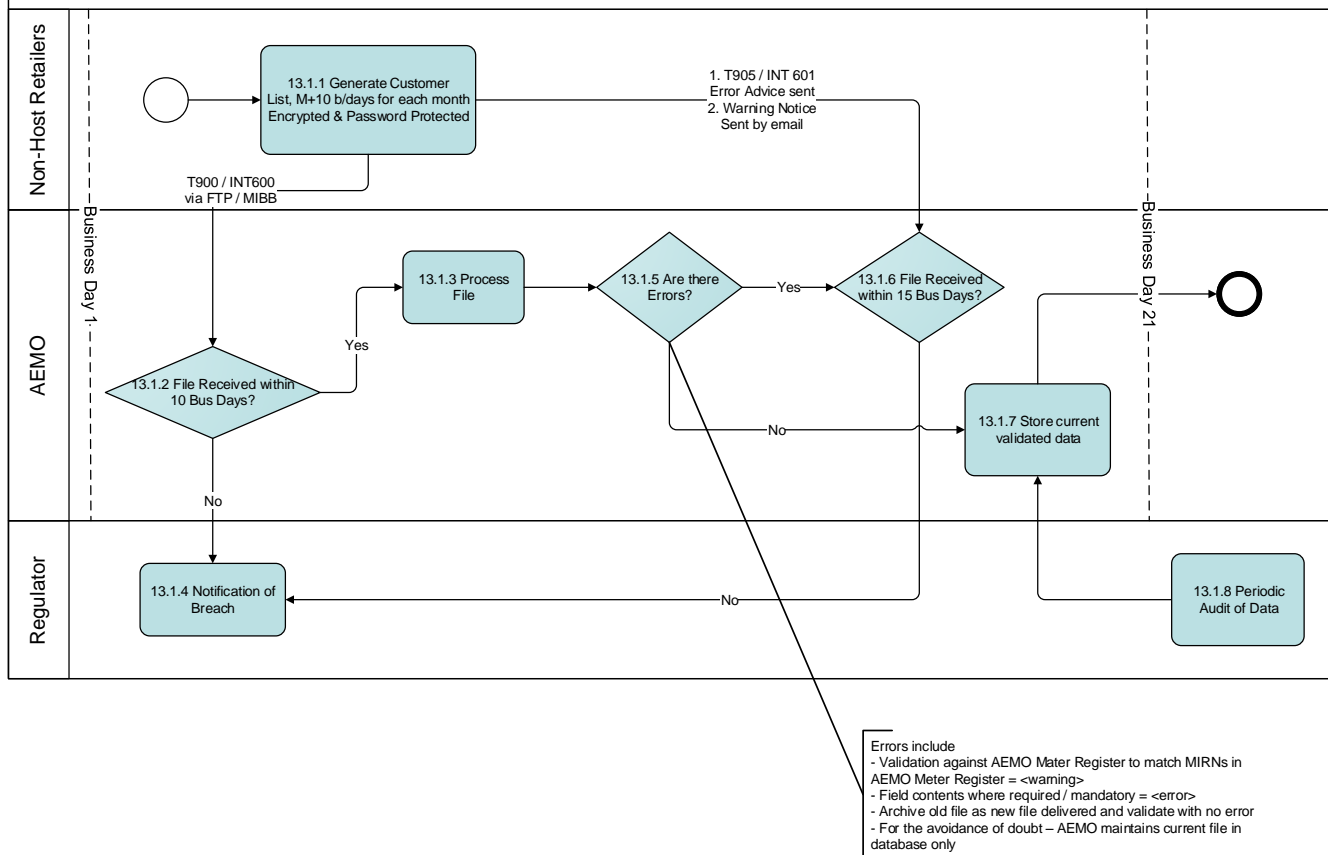 Non-Host Retailers
13.1.1 Generate Customer
List, M+10 b/days for each month
Encrypted & Password Protected
1. T905 / INT 601
Error Advice sent
2. Warning Notice
Sent by email
T900 / INT600
via FTP / MIBB
Business Day 1
Business Day 21
AEMO
13.1.3 Process
File
13.1.5 Are there
Errors?
Yes
13.1.6 File Received
within 15 Bus Days?
Yes
13.1.2 File Received within
10 Bus Days?
No
13.1.7 Store current
validated data
No
Regulator
13.1.4 Notification of
Breach
No
13.1.8 Periodic
Audit of Data
Errors include
- Validation against AEMO Mater Register to match MIRNs in
AEMO Meter Register = <warning>
- Field contents where required / mandatory = <error>
- Archive old file as new file delivered and validate with no error
- For the avoidance of doubt – AEMO maintains current file in
database only